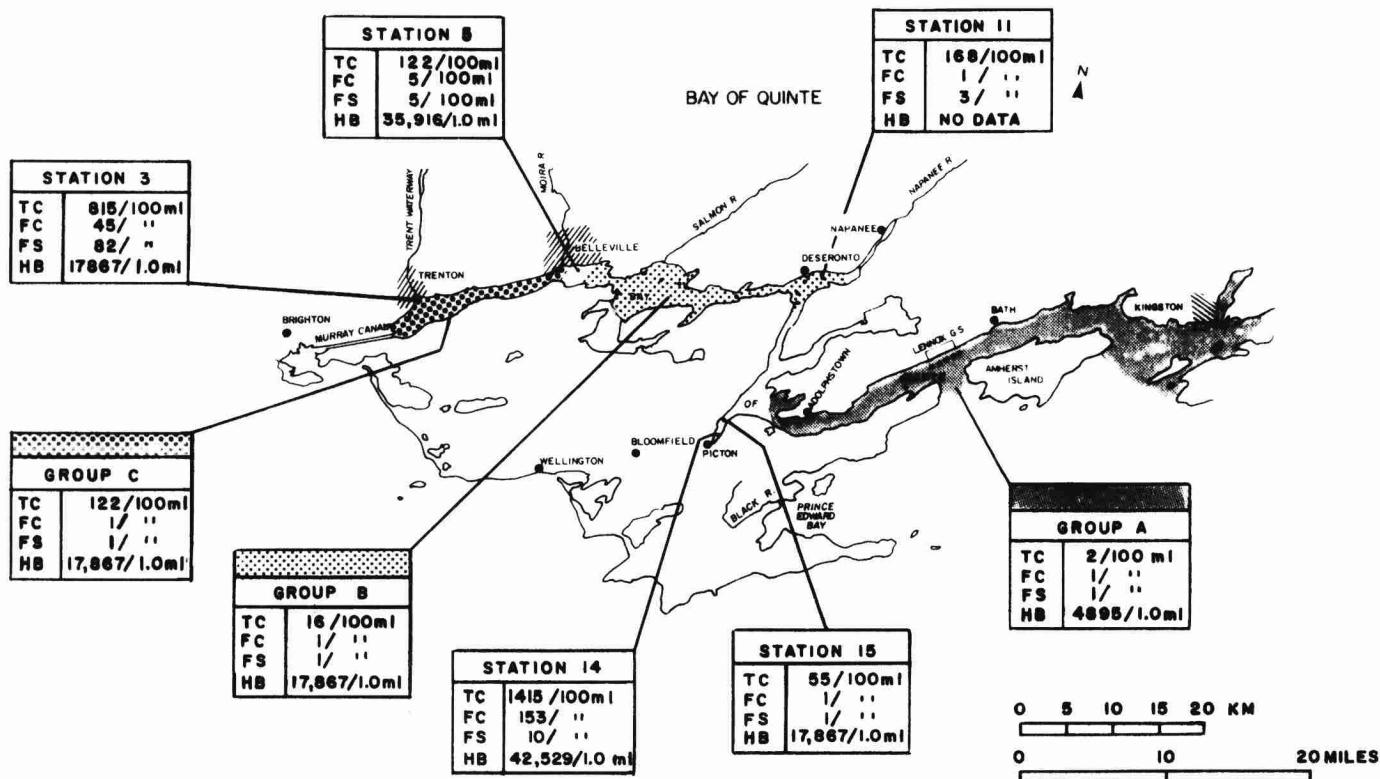 STATION 5
TC 122/100ml
FC 5/100ml
FS 5/100ml
HB 35,916/1.0ml
STATION 11
TC 168/100ml
FC 1/ "
FS 3/ "
HB NO DATA
N
BAY OF QUINTE
STATION 3
TC 815/100ml
FC 45/ "
FS 82/ "
HB 17867/1.0ml
TRENT WATERWAY
MOIRA R
SALMON R
NAPANEE R
NAPANEE
BELLEVILLE
DESERONTO
TRENTON
BAY
BRIGHTON
MURRAY CANAL
BATH
KINGSTON
LENNOX G S
AMHERST
ISLAND
ADOLPHSTOWN
OF
BLOOMFIELD
PICTON
WELLINGTON
BLACK R.
PRINCE
EDWARD
BAY
GROUP C
TC 122/100ml
FC 1/ "
FS 1/ "
HB 17,867/1.0ml
GROUP B
TC 16/100ml
FC 1/ "
FS 1/ "
HB 17,867/1.0ml
STATION 14
TC 1415/100ml
FC 153/ "
FS 10/ "
HB 42,529/1.0 ml
STATION 15
TC 55/100ml
FC 1/ "
FS 1/ "
HB 17,867/1.0ml
GROUP A
TC 2/100 ml
FC 1/ "
FS 1/ "
HB 4895/1.0ml
0 5 10 15 20 KM
0 10 20 MILES